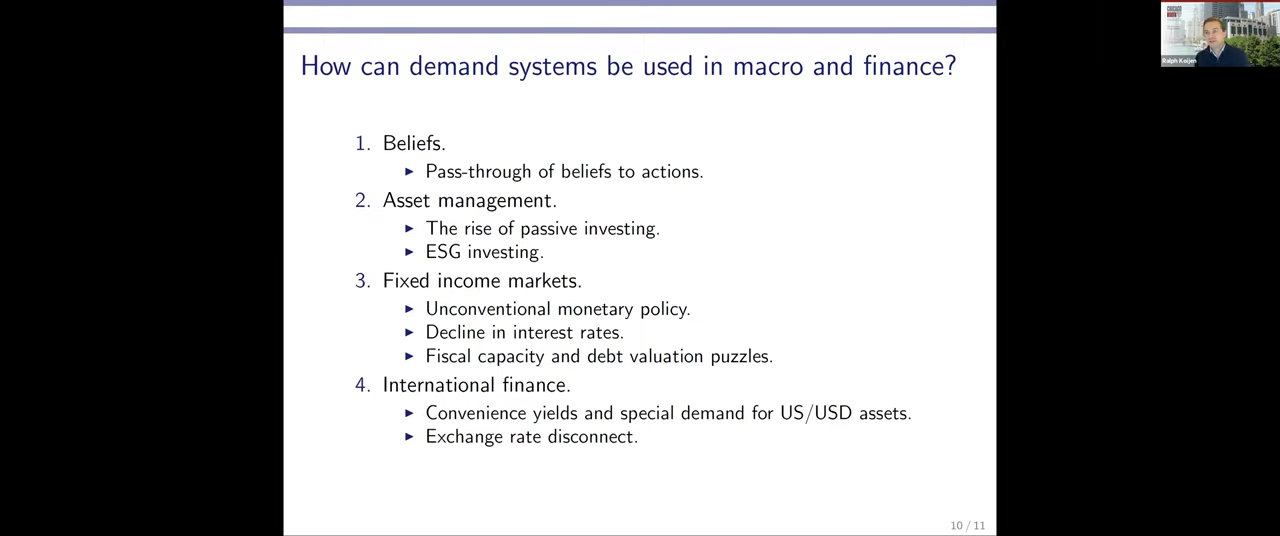 How can demand systems be used in macro and finance?
1. Beliefs.
▶ Pass-through of beliefs to actions.
2. Asset management.
▶ The rise of passive investing.
▶ ESG investing.
3. Fixed income markets.
▶ Unconventional monetary policy.
▶ Decline in interest rates.
▶ Fiscal capacity and debt valuation puzzles.
4. International finance.
▶ Convenience yields and special demand for US/USD assets.
▶ Exchange rate disconnect.
10 / 11
Ralph Koijen